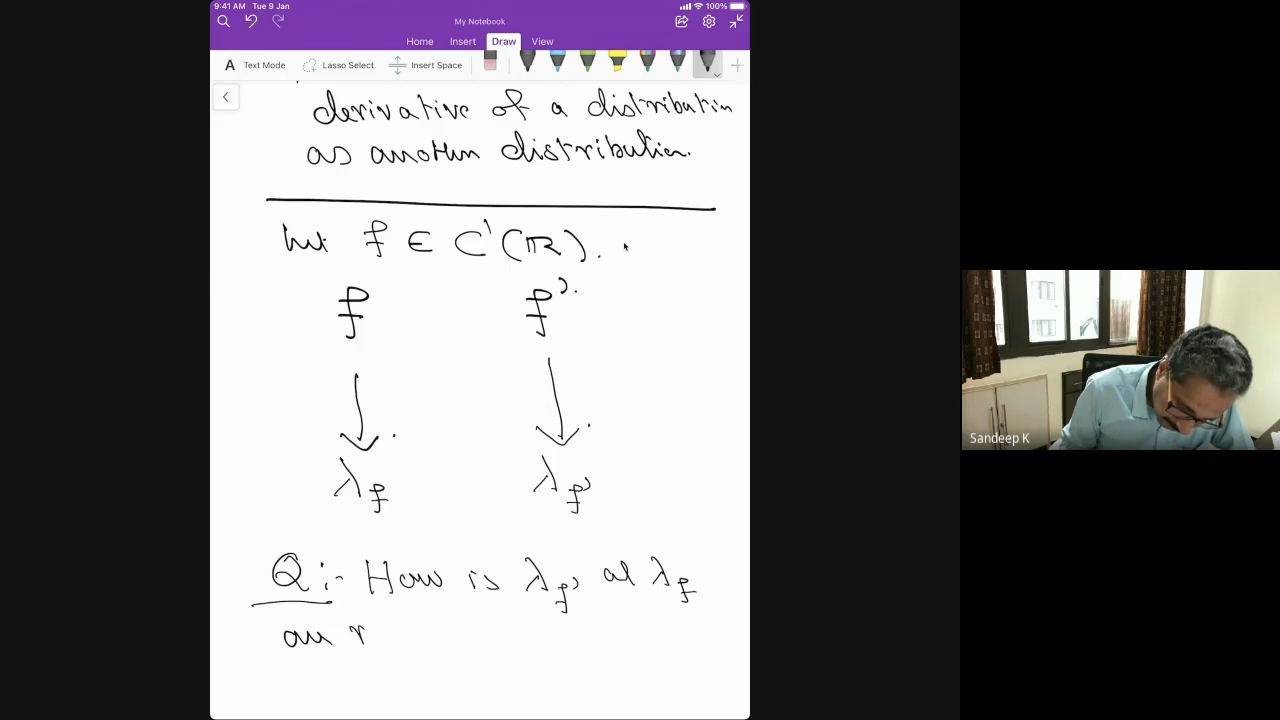 9:41 AM Tue 9 Jan
100%
My Notebook
Home Insert Draw View
A Text Mode Lasso Select Insert Space
derivative of a distribution
as another distribution.
Let f ∈ C¹(ℝ).
f f'
λ_f λ_f'
Q:- How is λ_f' and λ_f
are r
Sandeep K